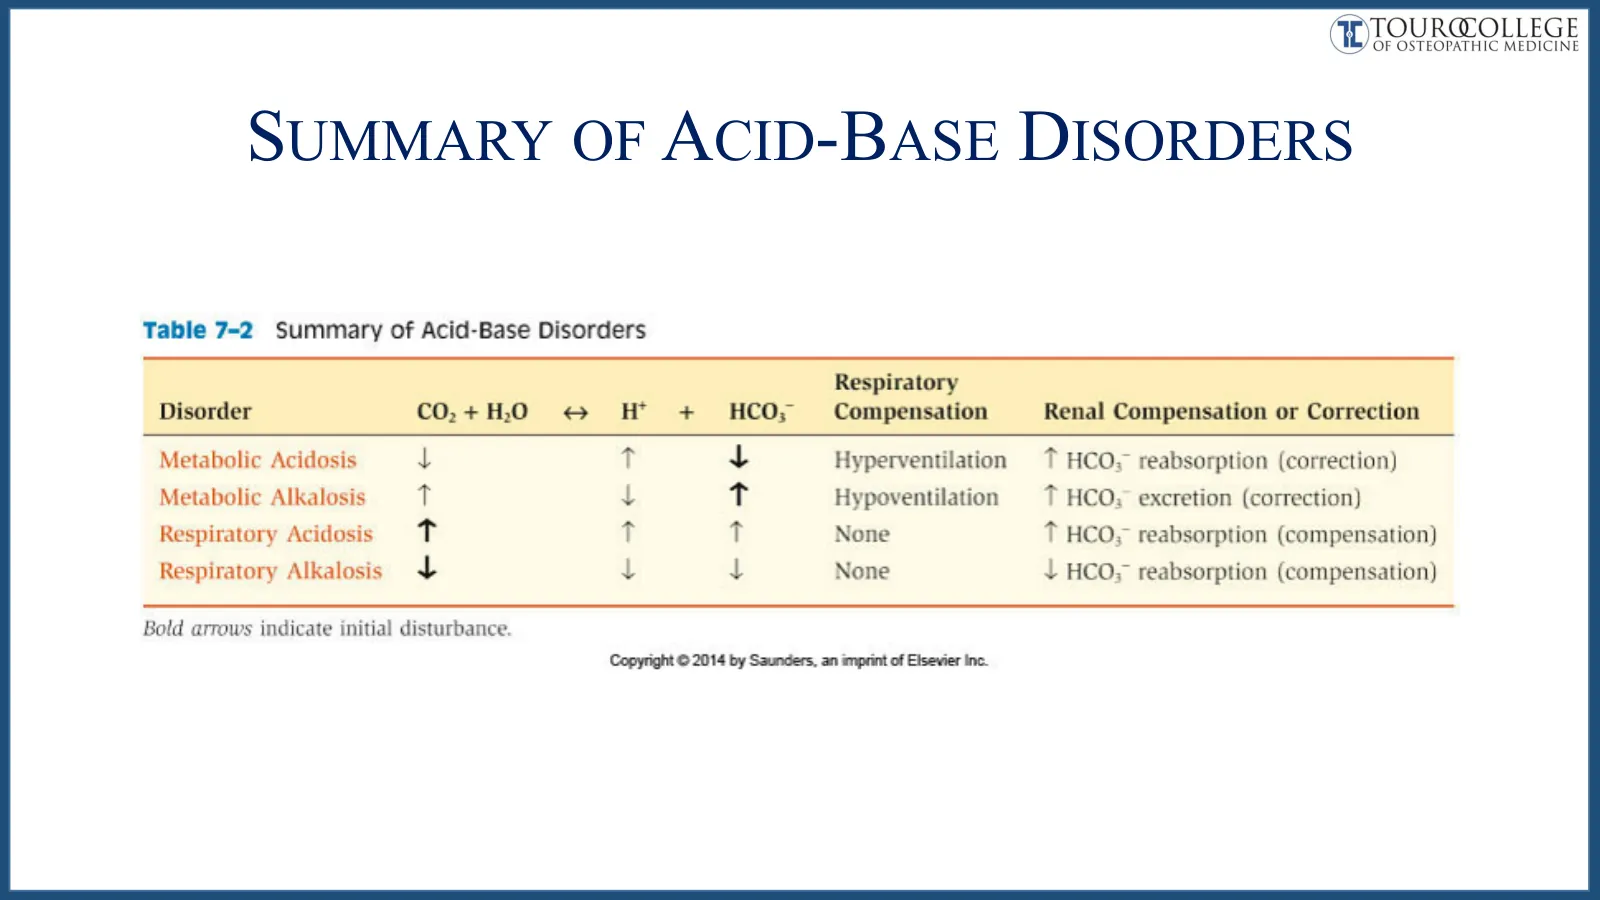 TOUROCOLLEGE
OF OSTEOPATHIC MEDICINE
SUMMARY OF ACID-BASE DISORDERS
Table 7–2 Summary of Acid-Base Disorders
Disorder CO₂ + H₂O ↔ H⁺ + HCO₃⁻ Respiratory Compensation Renal Compensation or Correction
Metabolic Acidosis ↓ ↑ ↓ Hyperventilation ↑ HCO₃⁻ reabsorption (correction)
Metabolic Alkalosis ↑ ↓ ↑ Hypoventilation ↑ HCO₃⁻ excretion (correction)
Respiratory Acidosis ↑ ↑ ↑ None ↑ HCO₃⁻ reabsorption (compensation)
Respiratory Alkalosis ↓ ↓ ↓ None ↓ HCO₃⁻ reabsorption (compensation)
Bold arrows indicate initial disturbance.
Copyright © 2014 by Saunders, an imprint of Elsevier Inc.